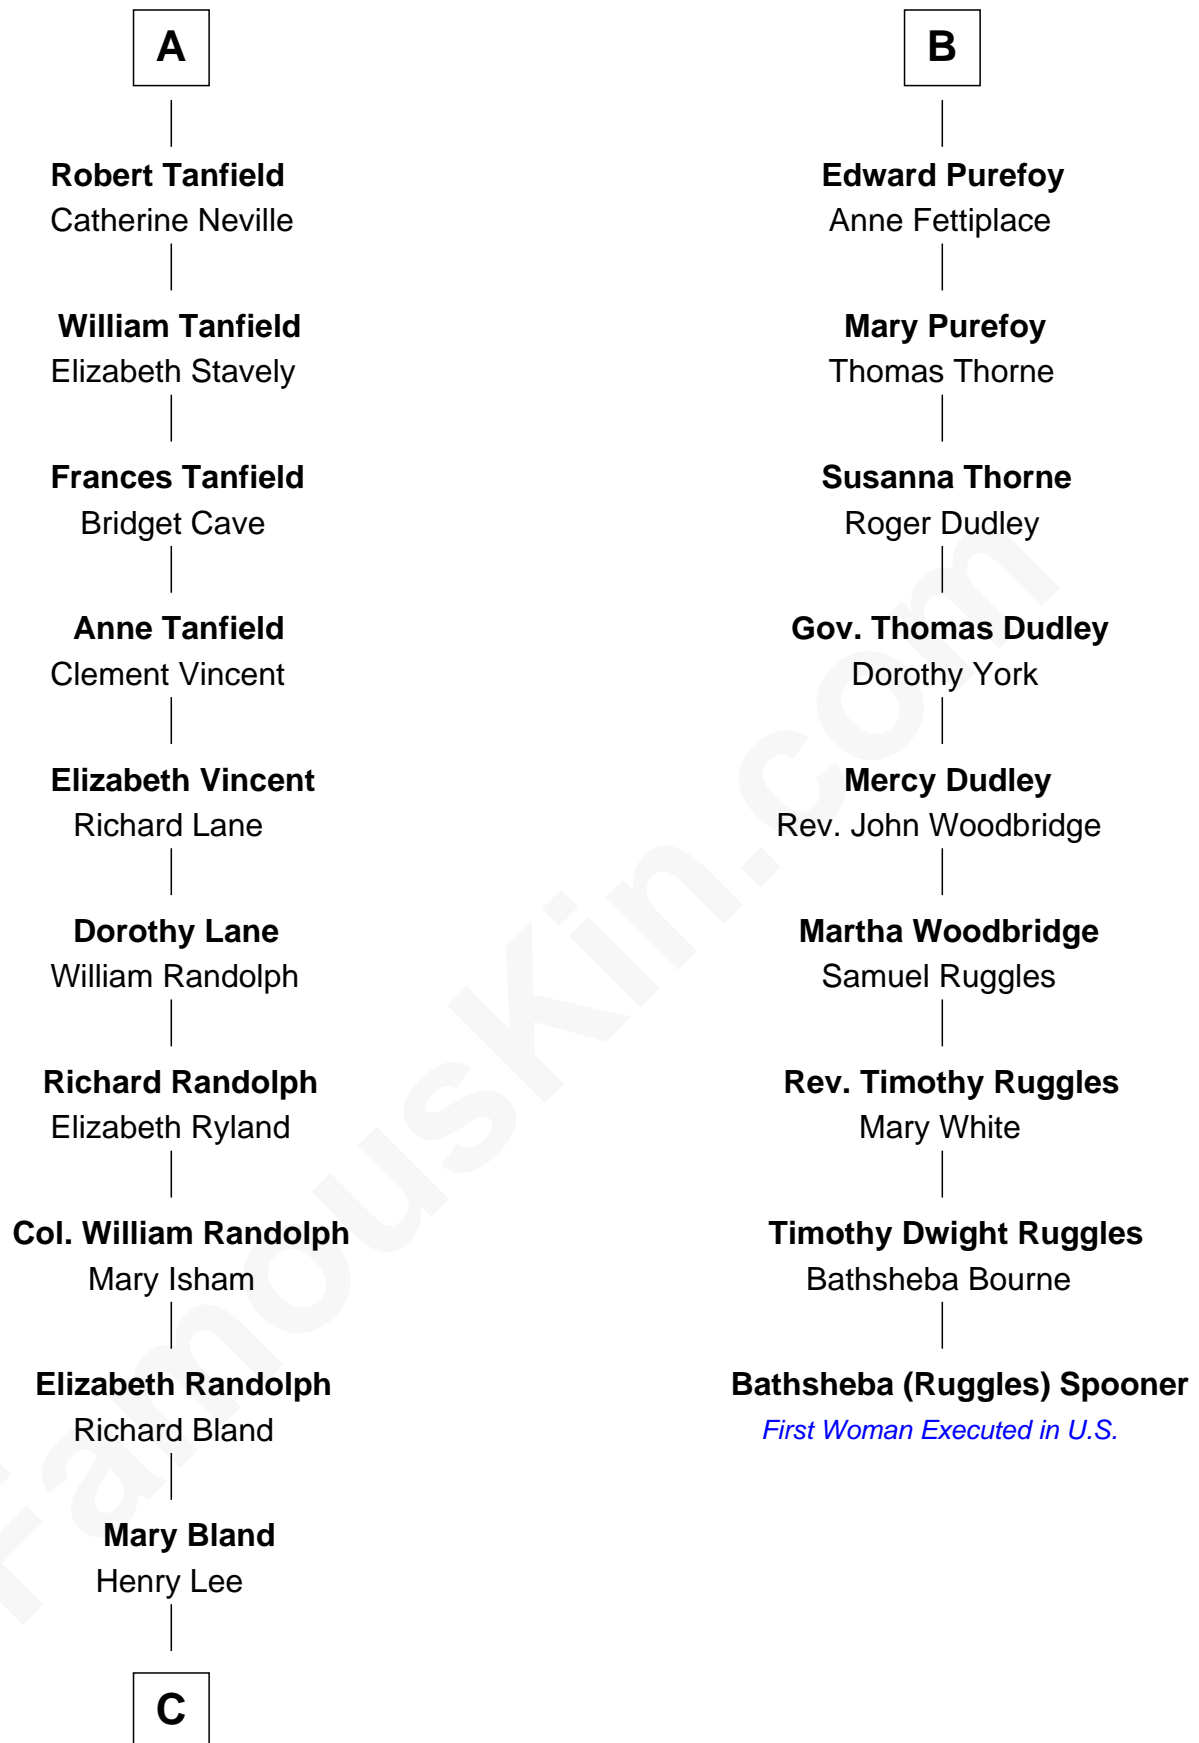 A
Robert Tanfield
Catherine Neville
William Tanfield
Elizabeth Stavely
Frances Tanfield
Bridget Cave
Anne Tanfield
Clement Vincent
Elizabeth Vincent
Richard Lane
Dorothy Lane
William Randolph
Richard Randolph
Elizabeth Ryland
Col. William Randolph
Mary Isham
Elizabeth Randolph
Richard Bland
Mary Bland
Henry Lee
C
B
Edward Purefoy
Anne Fettiplace
Mary Purefoy
Thomas Thorne
Susanna Thorne
Roger Dudley
Gov. Thomas Dudley
Dorothy York
Mercy Dudley
Rev. John Woodbridge
Martha Woodbridge
Samuel Ruggles
Rev. Timothy Ruggles
Mary White
Timothy Dwight Ruggles
Bathsheba Bourne
Bathsheba (Ruggles) Spooner
First Woman Executed in U.S.
FamousKin.com